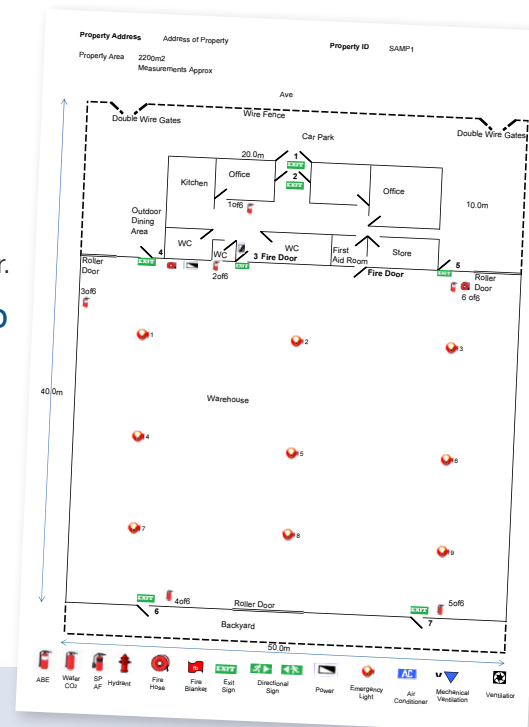 Property Address Address of Property Property ID SAMP1
Property Area 2200m2
Measurements Approx
Ave
Wire Fence
Double Wire Gates
Double Wire Gates
Car Park
20.0m
1
EXIT
2
EXIT
Kitchen
Office
Office
10.0m
1of6
Outdoor
Dining
Area
WC
WC
WC
First
Aid Room
Store
r.
4
EXIT
3 Fire Door
EXIT
Fire Door
5
EXIT
Roller
Door
Roller
Door
2of6
3of6
6 of6
1
2
3
40.0m
Warehouse
4
5
6
7
8
9
EXIT
4of6
6
Roller Door
EXIT
5of6
7
Backyard
50.0m
ABE
Water
CO2
SP
AF
Hydrant
Fire
Hose
Fire
Blanket
EXIT
Exit
Sign
Directional
Sign
Power
Emergency
Light
AC
Air
Conditioner
V
Mechanical
Ventilation
Ventilation